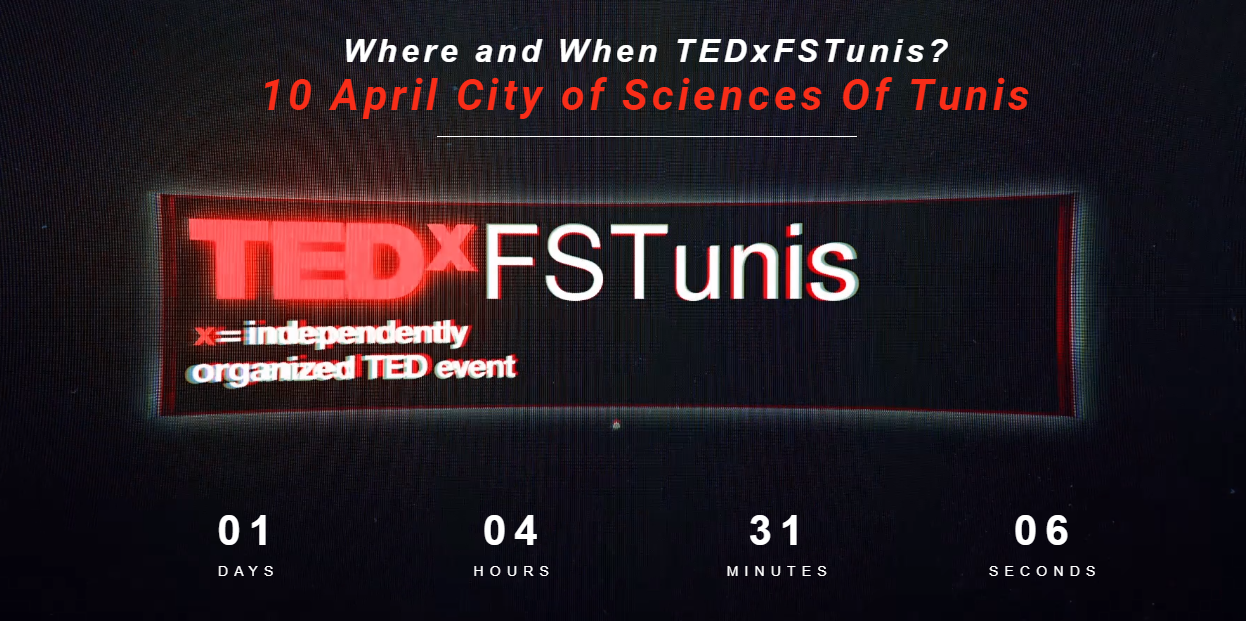 Where and When TEDxFSTunis?
10 April City of Sciences Of Tunis
TEDxFSTunis
x = independently
organized TED event
01 04 31 06
DAYS HOURS MINUTES SECONDS